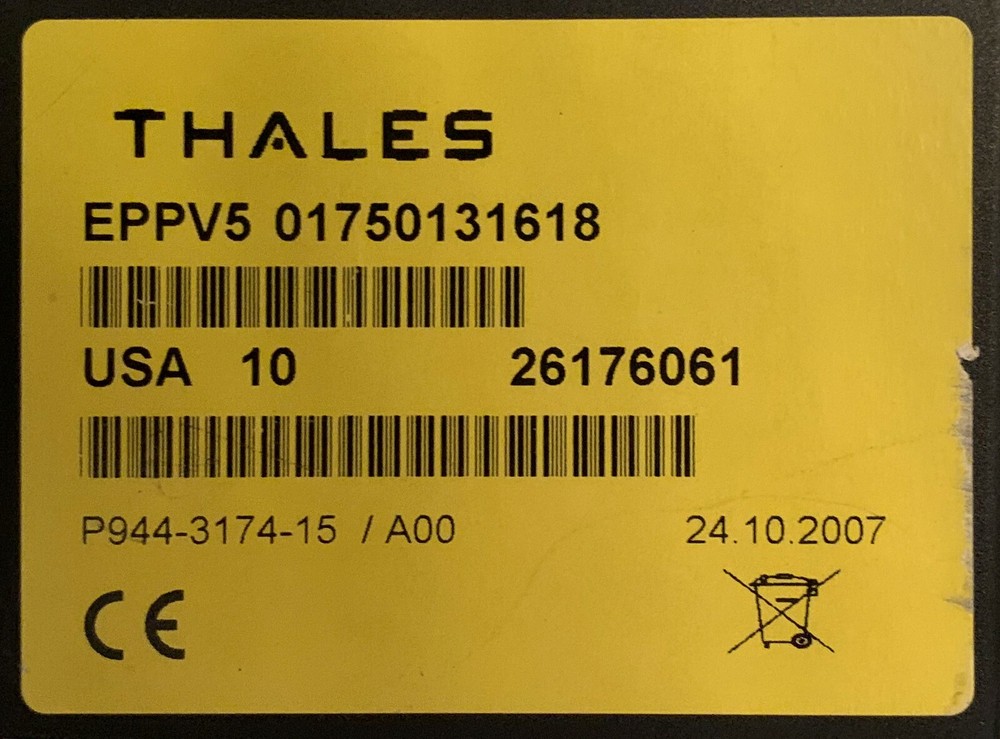 THALES
EPPV5 01750131618
USA 10 26176061
P944-3174-15 / A00 24.10.2007
CE